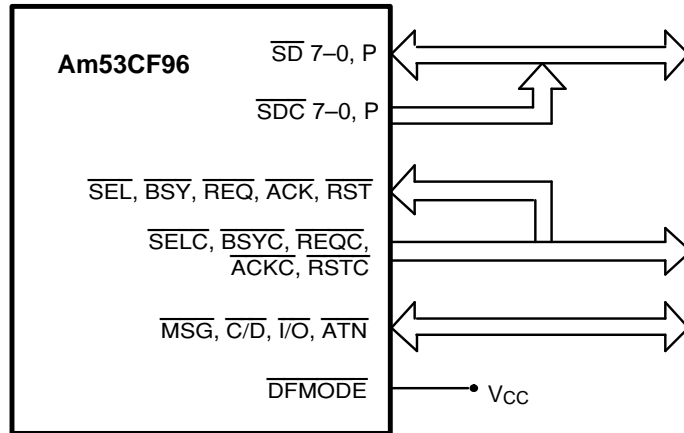 Am53CF96
SD 7–0, P
SDC 7–0, P
SEL, BSY, REQ, ACK, RST
SELC, BSYC, REQC,
ACKC, RSTC
MSG, C/D, I/O, ATN
DFMODE
VCC